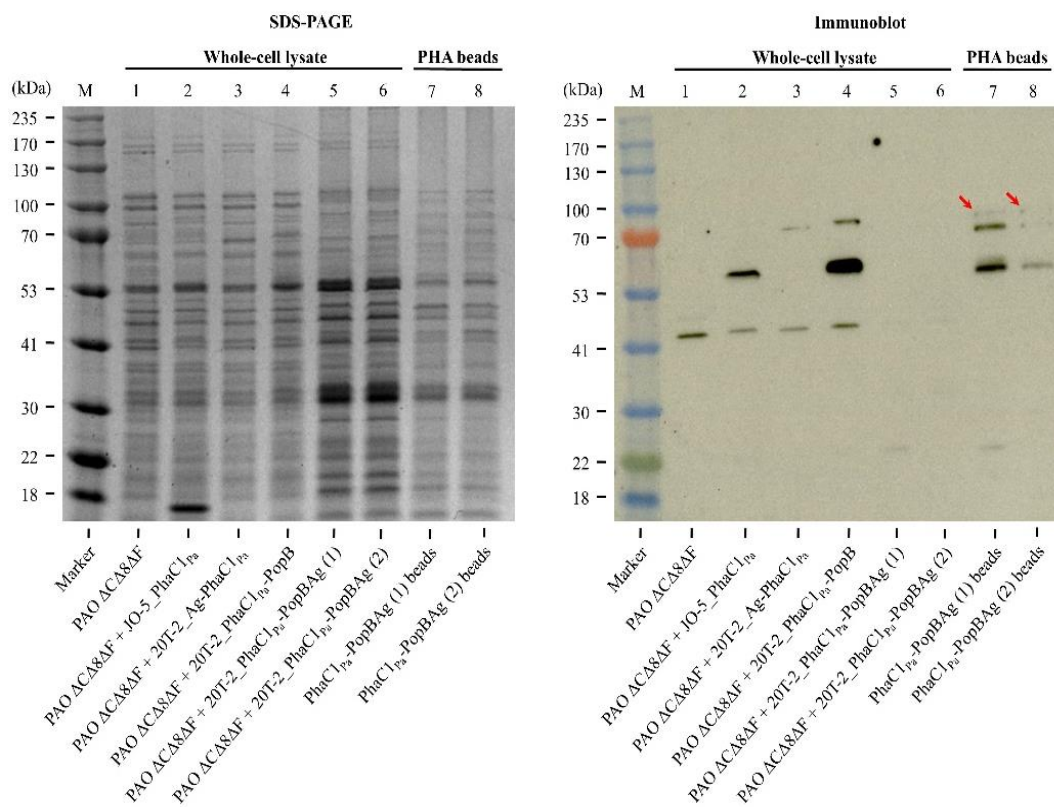 SDS-PAGE
Whole-cell lysate PHA beads
(kDa) M 1 2 3 4 5 6 7 8
235
170
130
100
70
53
41
30
22
18
Marker
PAO ΔCΔ8ΔF
PAO ΔCΔ8ΔF + JO-5_PhaC1Pa
PAO ΔCΔ8ΔF + 20T-2_Ag-PhaC1Pa
PAO ΔCΔ8ΔF + 20T-2_PhaC1Pa-PopB
PAO ΔCΔ8ΔF + 20T-2_PhaC1Pa-PopBAg (1)
PAO ΔCΔ8ΔF + 20T-2_PhaC1Pa-PopBAg (2)
PhaC1Pa-PopBAg (1) beads
PhaC1Pa-PopBAg (2) beads
Immunoblot
Whole-cell lysate PHA beads
(kDa) M 1 2 3 4 5 6 7 8
235
170
130
100
70
53
41
30
22
18
Marker
PAO ΔCΔ8ΔF
PAO ΔCΔ8ΔF + JO-5_PhaC1Pa
PAO ΔCΔ8ΔF + 20T-2_Ag-PhaC1Pa
PAO ΔCΔ8ΔF + 20T-2_PhaC1Pa-PopB
PAO ΔCΔ8ΔF + 20T-2_PhaC1Pa-PopBAg (1)
PAO ΔCΔ8ΔF + 20T-2_PhaC1Pa-PopBAg (2)
PhaC1Pa-PopBAg (1) beads
PhaC1Pa-PopBAg (2) beads